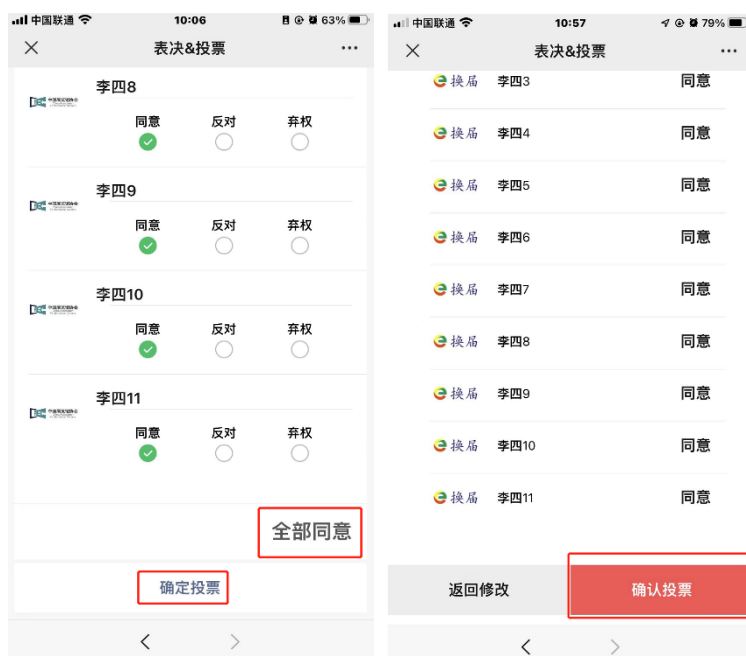 中国联通 10:06 63%
表决&投票
李四8
同意 反对 弃权
李四9
同意 反对 弃权
李四10
同意 反对 弃权
李四11
同意 反对 弃权
全部同意
确定投票
中国联通 10:57 79%
表决&投票
换届 李四3 同意
换届 李四4 同意
换届 李四5 同意
换届 李四6 同意
换届 李四7 同意
换届 李四8 同意
换届 李四9 同意
换届 李四10 同意
换届 李四11 同意
返回修改 确认投票